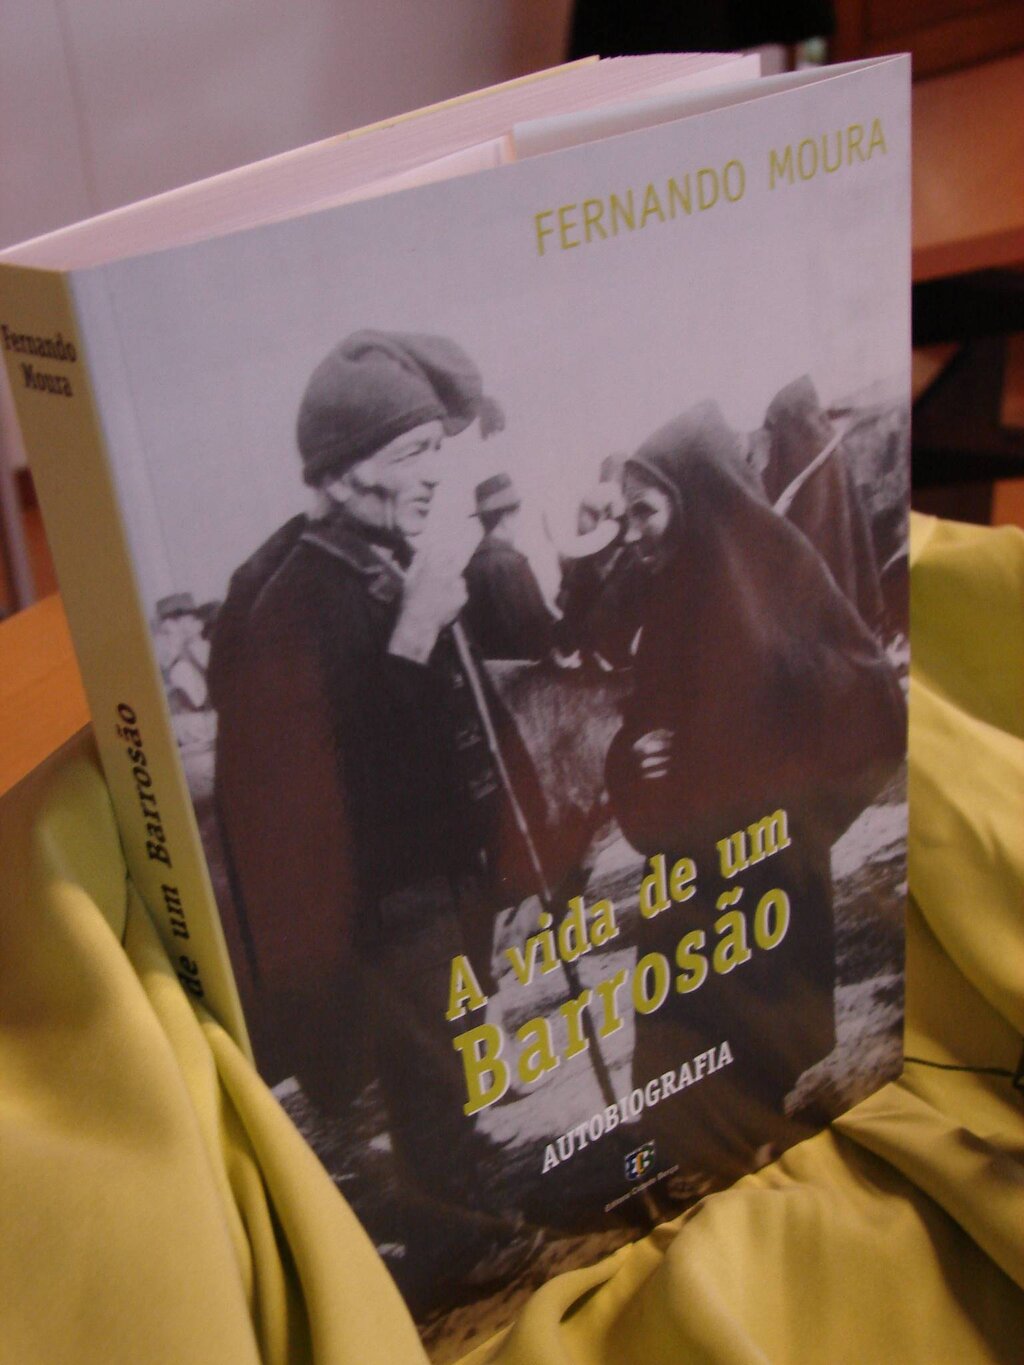 FERNANDO MOURA
A vida de um
Barrosão
AUTOBIOGRAFIA
Fernando
Moura
de um Barrosão